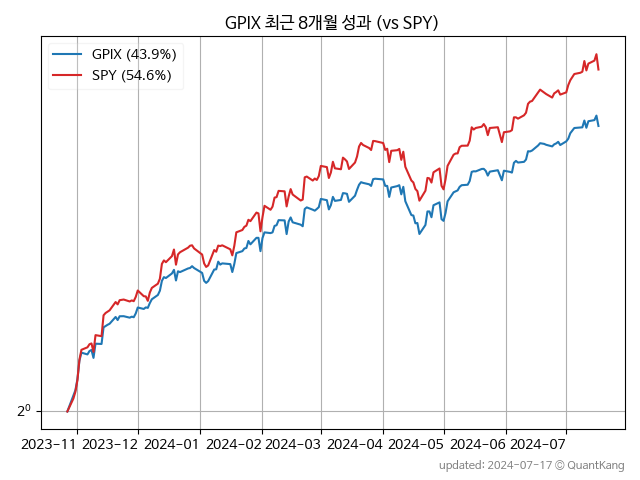 GPIX 최근 8개월 성과 (vs SPY)
GPIX (43.9%)
SPY (54.6%)
2⁰
2023-11 2023-12 2024-01 2024-02 2024-03 2024-04 2024-05 2024-06 2024-07
updated: 2024-07-17 © QuantKang